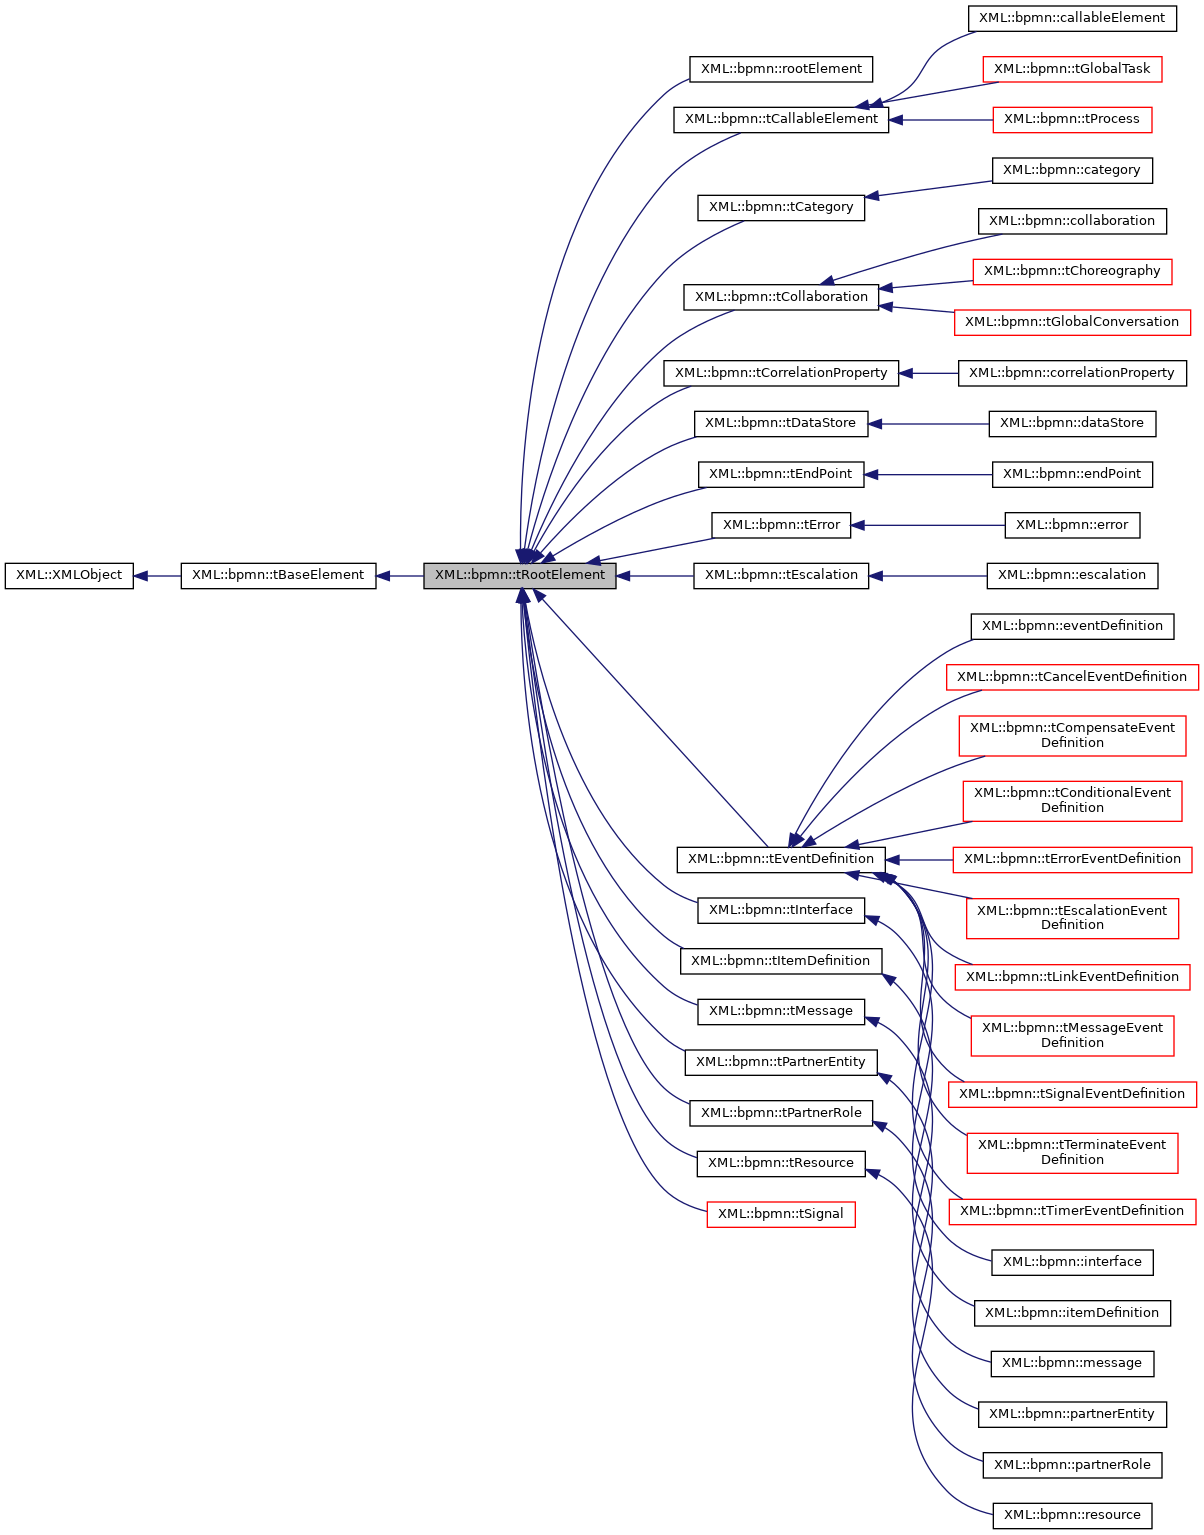 XML::XMLObject
XML::bpmn::tBaseElement
XML::bpmn::tRootElement
XML::bpmn::rootElement
XML::bpmn::tCallableElement
XML::bpmn::tCategory
XML::bpmn::tCollaboration
XML::bpmn::tCorrelationProperty
XML::bpmn::tDataStore
XML::bpmn::tEndPoint
XML::bpmn::tError
XML::bpmn::tEscalation
XML::bpmn::tEventDefinition
XML::bpmn::tInterface
XML::bpmn::tItemDefinition
XML::bpmn::tMessage
XML::bpmn::tPartnerEntity
XML::bpmn::tPartnerRole
XML::bpmn::tResource
XML::bpmn::tSignal
XML::bpmn::callableElement
XML::bpmn::tGlobalTask
XML::bpmn::tProcess
XML::bpmn::category
XML::bpmn::collaboration
XML::bpmn::tChoreography
XML::bpmn::tGlobalConversation
XML::bpmn::correlationProperty
XML::bpmn::dataStore
XML::bpmn::endPoint
XML::bpmn::error
XML::bpmn::escalation
XML::bpmn::eventDefinition
XML::bpmn::tCancelEventDefinition
XML::bpmn::tCompensateEvent
Definition
XML::bpmn::tConditionalEvent
Definition
XML::bpmn::tErrorEventDefinition
XML::bpmn::tEscalationEvent
Definition
XML::bpmn::tLinkEventDefinition
XML::bpmn::tMessageEvent
Definition
XML::bpmn::tSignalEventDefinition
XML::bpmn::tTerminateEvent
Definition
XML::bpmn::tTimerEventDefinition
XML::bpmn::interface
XML::bpmn::itemDefinition
XML::bpmn::message
XML::bpmn::partnerEntity
XML::bpmn::partnerRole
XML::bpmn::resource